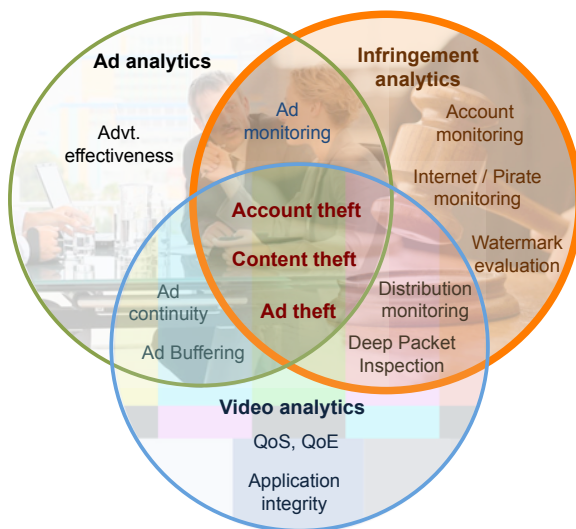 Ad analytics
Infringement
analytics
Ad
monitoring
Account
monitoring
Advt.
effectiveness
Internet / Pirate
monitoring
Account theft
Watermark
evaluation
Content theft
Ad
continuity
Ad theft
Distribution
monitoring
Ad Buffering
Deep Packet
Inspection
Video analytics
QoS, QoE
Application
integrity